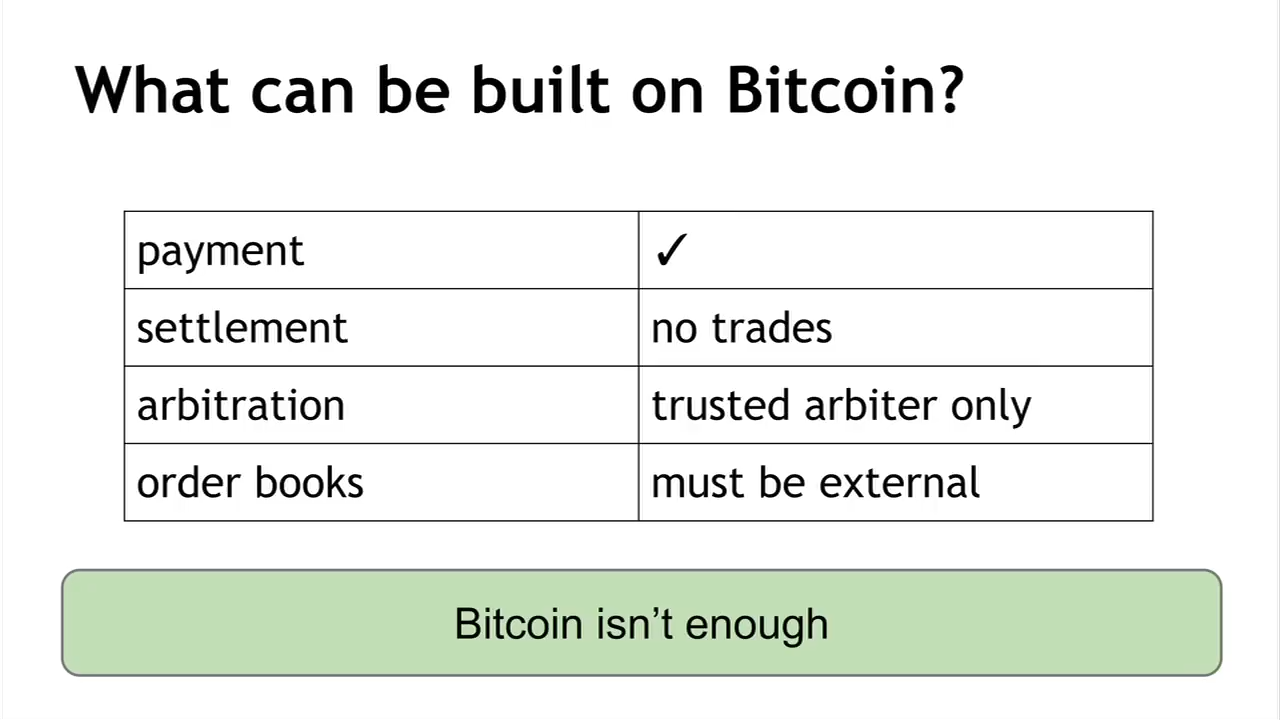 What can be built on Bitcoin?
payment ✓
settlement no trades
arbitration trusted arbiter only
order books must be external
Bitcoin isn’t enough